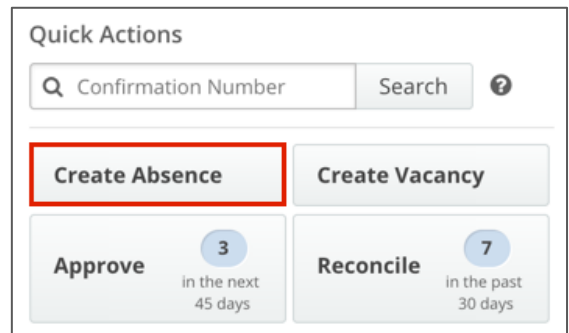 Quick Actions
Confirmation Number Search ?
Create Absence Create Vacancy
Approve 3 in the next 45 days
Reconcile 7 in the past 30 days